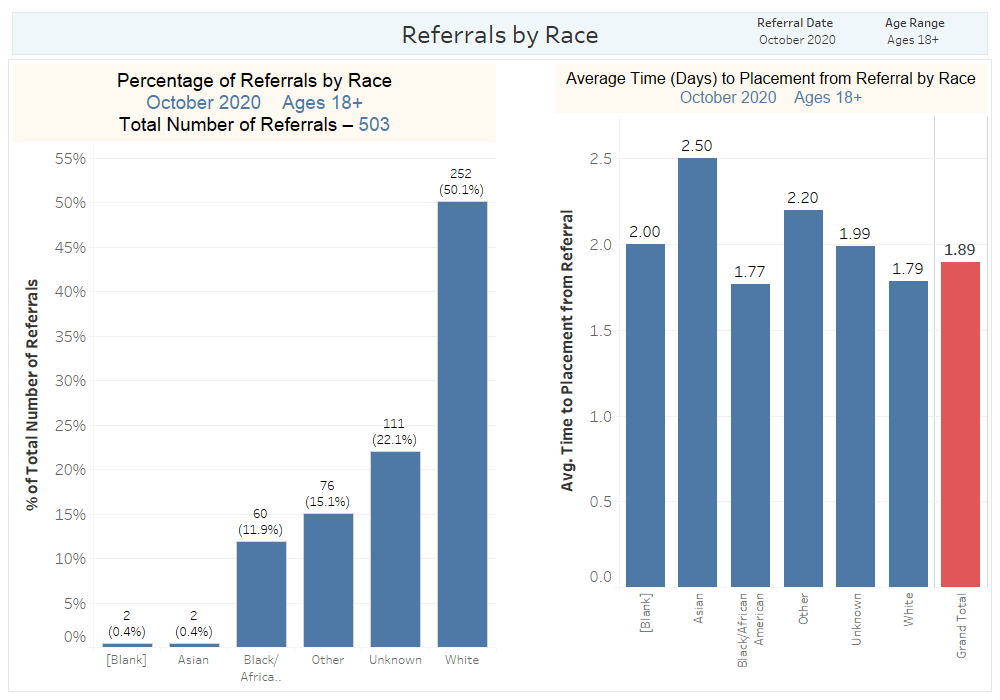 Referrals by Race
Referral Date
October 2020
Age Range
Ages 18+
Percentage of Referrals by Race
October 2020 Ages 18+
Total Number of Referrals – 503
% of Total Number of Referrals
55%
50%
45%
40%
35%
30%
25%
20%
15%
10%
5%
0%
2
(0.4%)
2
(0.4%)
60
(11.9%)
76
(15.1%)
111
(22.1%)
252
(50.1%)
[Blank]
Asian
Black/
Africa..
Other
Unknown
White
Average Time (Days) to Placement from Referral by Race
October 2020 Ages 18+
Avg. Time to Placement from Referral
2.5
2.0
1.5
1.0
0.5
0.0
2.00
2.50
1.77
2.20
1.99
1.79
1.89
[Blank]
Asian
Black/African
American
Other
Unknown
White
Grand Total